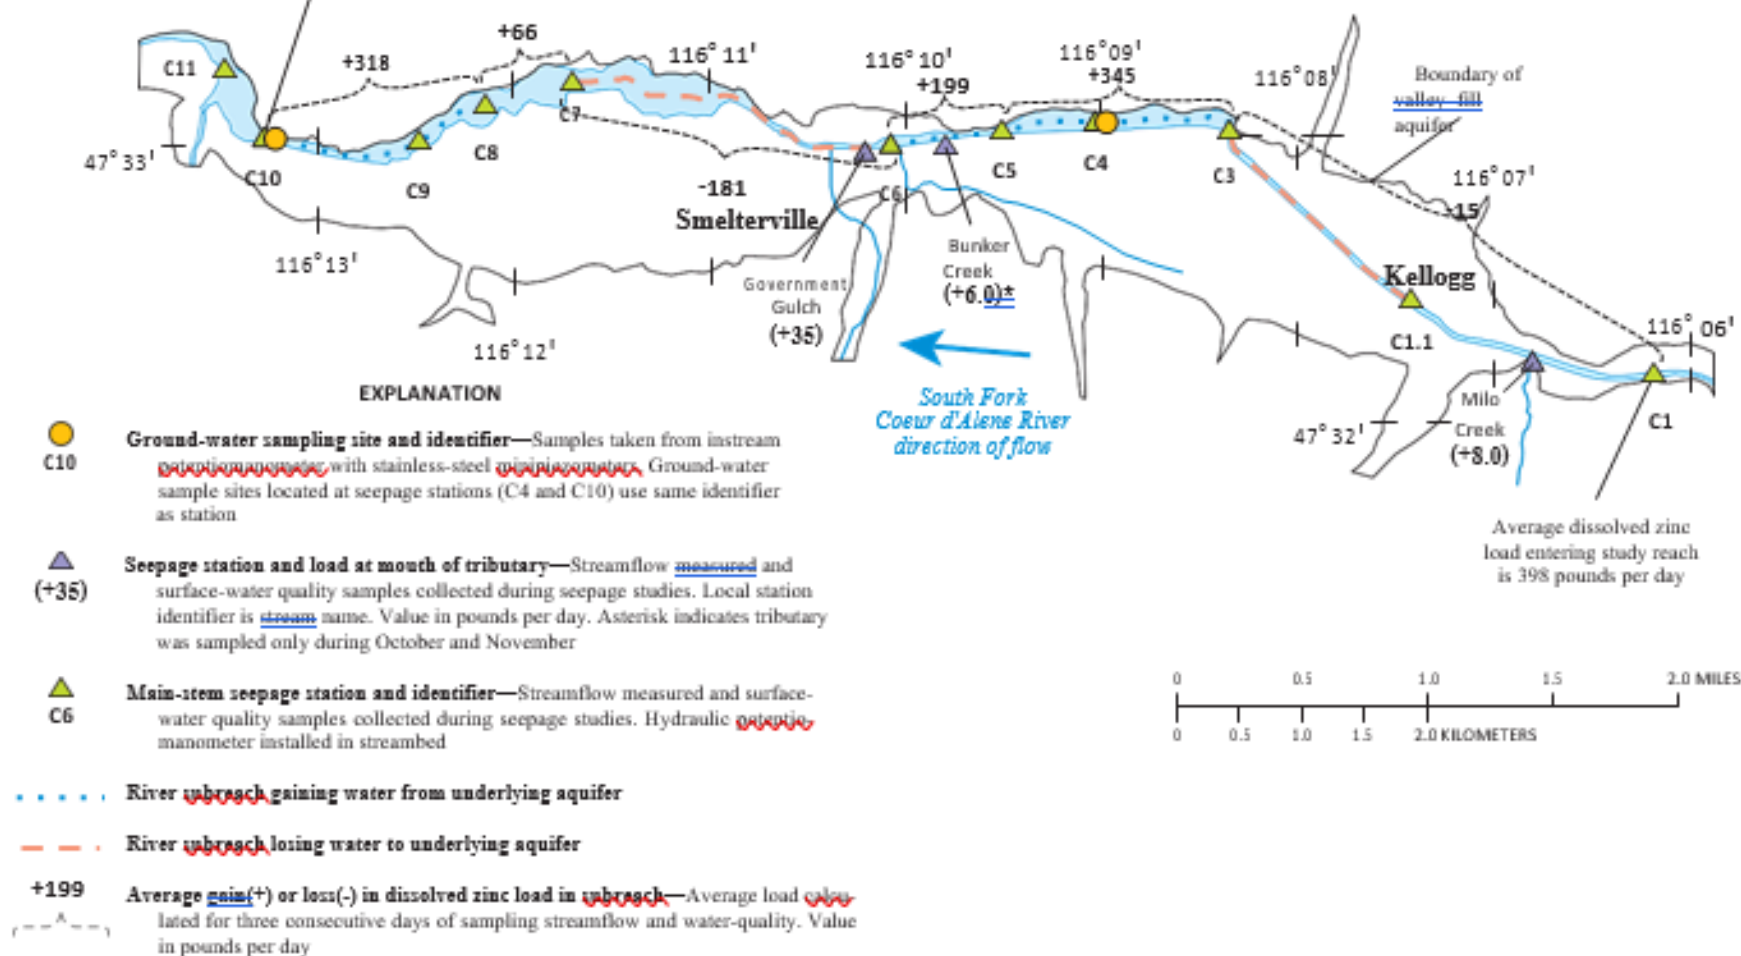 +66
+318
116° 11'
116° 10'
+199
116° 09'
+345
116° 08'
Boundary of
valley fill
aquifer
C11
C7
47° 33'
C10
C8
C9
C5
C4
C3
116° 07'
-15
-181
C6
Smelterville
116° 13'
Bunker
Creek
(+6.0)*
Government
Gulch
(+35)
Kellogg
116° 06'
116° 12'
C1.1
Milo
Creek
(+8.0)
C1
47° 32'
South Fork
Coeur d'Alene River
direction of flow
Average dissolved zinc
load entering study reach
is 398 pounds per day
EXPLANATION
C10
Ground-water sampling site and identifier—Samples taken from instream
potentiomanometer with stainless-steel minipiezometers. Ground-water
sample sites located at seepage stations (C4 and C10) use same identifier
as station
(+35)
Seepage station and load at mouth of tributary—Streamflow measured and
surface-water quality samples collected during seepage studies. Local station
identifier is stream name. Value in pounds per day. Asterisk indicates tributary
was sampled only during October and November
C6
Main-stem seepage station and identifier—Streamflow measured and surface-
water quality samples collected during seepage studies. Hydraulic potentio-
manometer installed in streambed
River subreach gaining water from underlying aquifer
River subreach losing water to underlying aquifer
+199
Average gain(+) or loss(-) in dissolved zinc load in subreach—Average load calcu-
lated for three consecutive days of sampling streamflow and water-quality. Value
in pounds per day
0 0.5 1.0 1.5 2.0 MILES
0 0.5 1.0 1.5 2.0 KILOMETERS